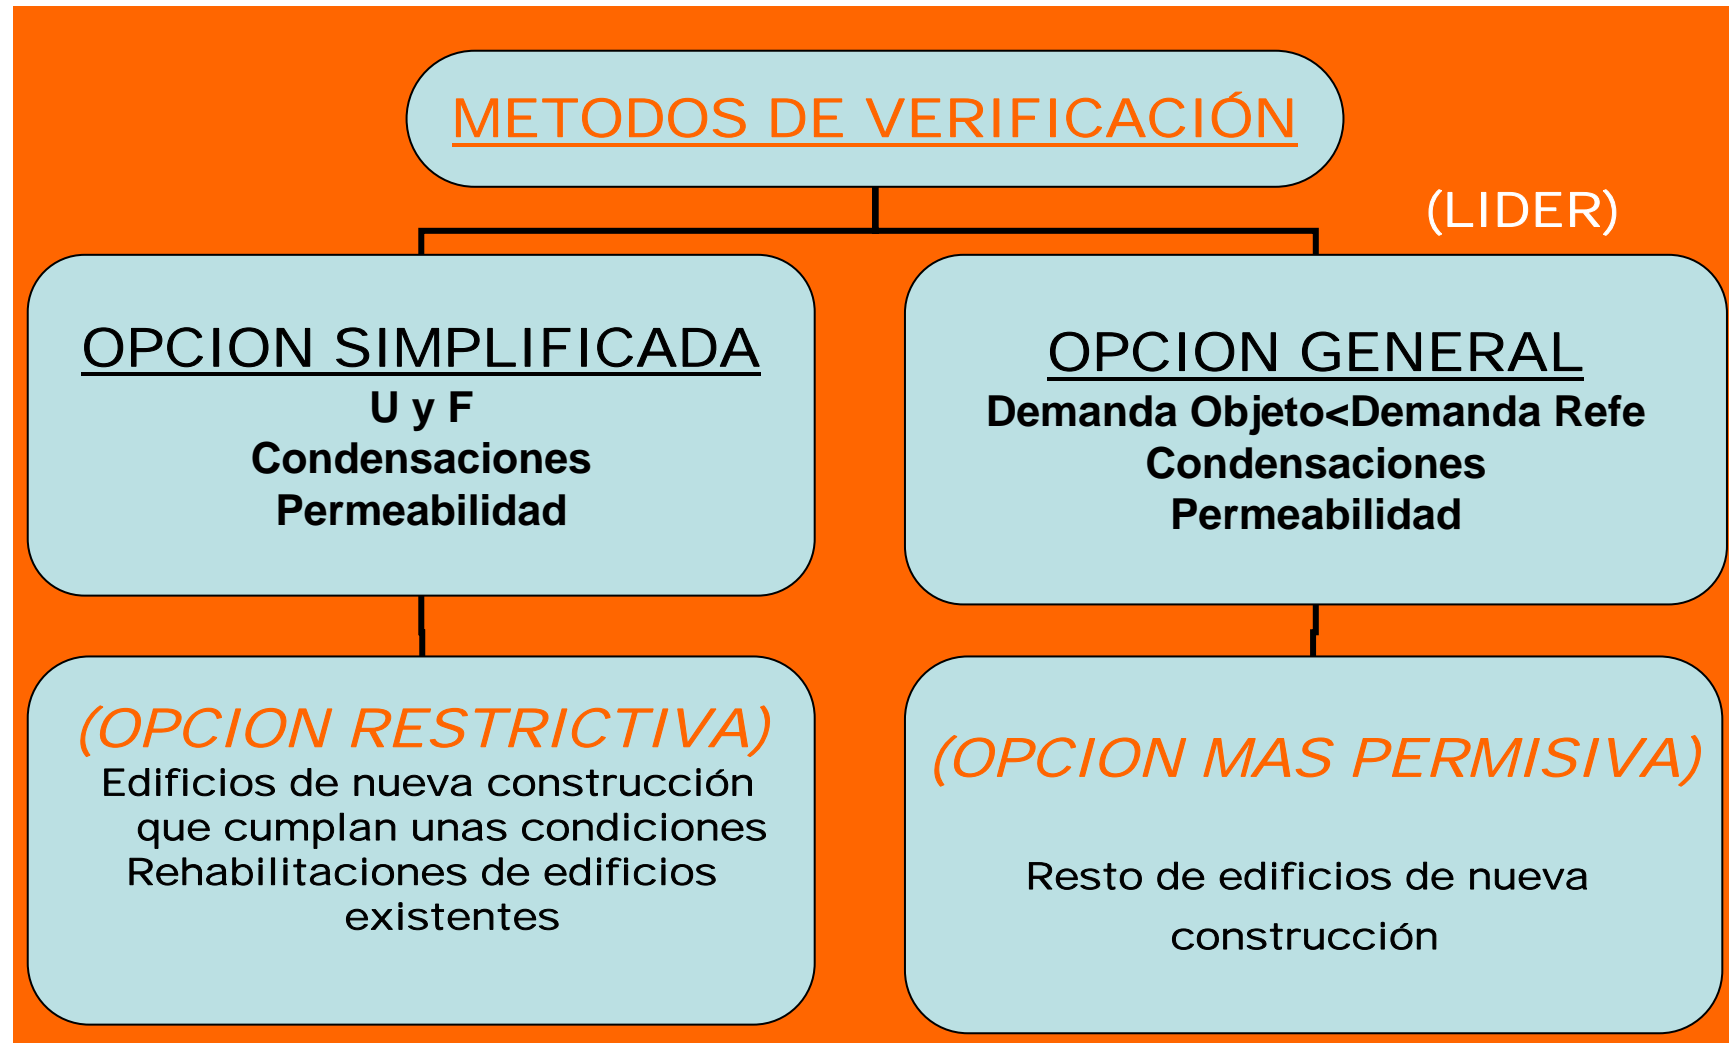 METODOS DE VERIFICACIÓN
(LIDER)
OPCION SIMPLIFICADA
U y F
Condensaciones
Permeabilidad
OPCION GENERAL
Demanda Objeto<Demanda Refe
Condensaciones
Permeabilidad
(OPCION RESTRICTIVA)
Edificios de nueva construcción
que cumplan unas condiciones
Rehabilitaciones de edificios
existentes
(OPCION MAS PERMISIVA)
Resto de edificios de nueva
construcción